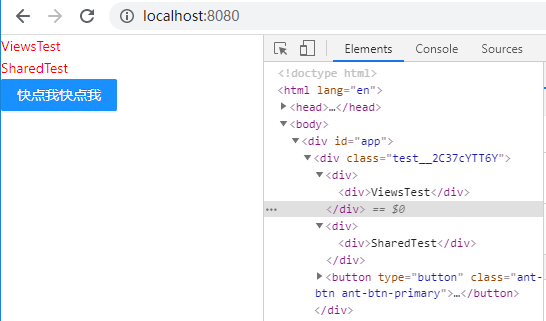 localhost:8080
Elements Console Sources
ViewsTest
SharedTest
快点我快点我
<!doctype html>
<html lang="en">
<head>…</head>
<body>
<div id="app">
<div class="test__2C37cYTT6Y">
<div>
<div>ViewsTest</div>
</div> == $0
<div>
<div>SharedTest</div>
</div>
<button type="button" class="ant-
btn ant-btn-primary">…</button>
</div>